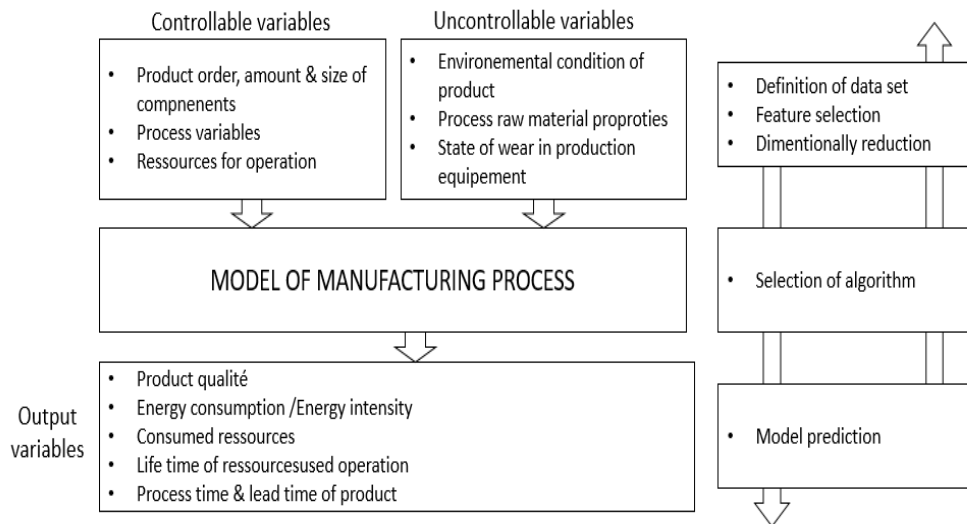 Controllable variables
Uncontrollable variables
• Product order, amount & size of
compnenents
• Process variables
• Ressources for operation
• Environemental condition of
product
• Process raw material proproties
• State of wear in production
equipement
• Definition of data set
• Feature selection
• Dimentionally reduction
MODEL OF MANUFACTURING PROCESS
• Selection of algorithm
Output
variables
• Product qualité
• Energy consumption /Energy intensity
• Consumed ressources
• Life time of ressourcesused operation
• Process time & lead time of product
• Model prediction